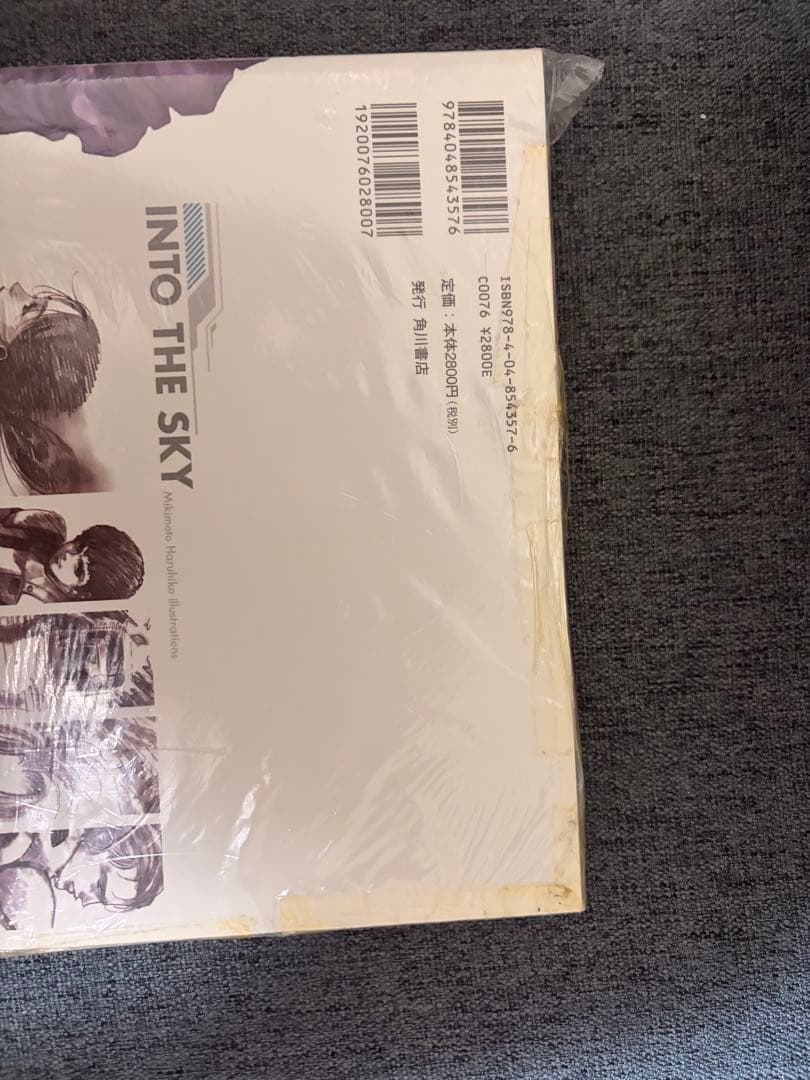 9784048543576
1920076028007
ISBN978-4-04-854357-6
C0076 ¥2800E
定価：本体2800円（税別）
発行 角川書店
INTO THE SKY
Mikimoto Haruhiko illustrations